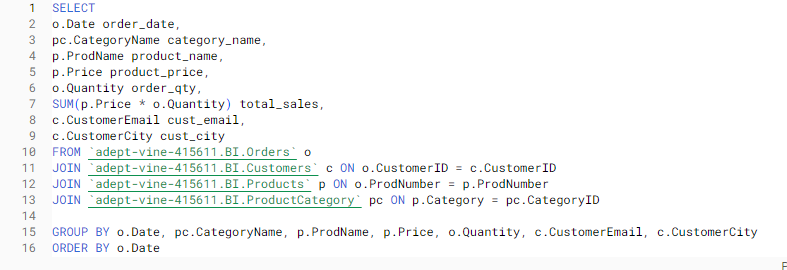 1 SELECT
2 o.Date order_date,
3 pc.CategoryName category_name,
4 p.ProdName product_name,
5 p.Price product_price,
6 o.Quantity order_qty,
7 SUM(p.Price * o.Quantity) total_sales,
8 c.CustomerEmail cust_email,
9 c.CustomerCity cust_city
10 FROM `adept-vine-415611.BI.Orders` o
11 JOIN `adept-vine-415611.BI.Customers` c ON o.CustomerID = c.CustomerID
12 JOIN `adept-vine-415611.BI.Products` p ON o.ProdNumber = p.ProdNumber
13 JOIN `adept-vine-415611.BI.ProductCategory` pc ON p.Category = pc.CategoryID
14
15 GROUP BY o.Date, pc.CategoryName, p.ProdName, p.Price, o.Quantity, c.CustomerEmail, c.CustomerCity
16 ORDER BY o.Date